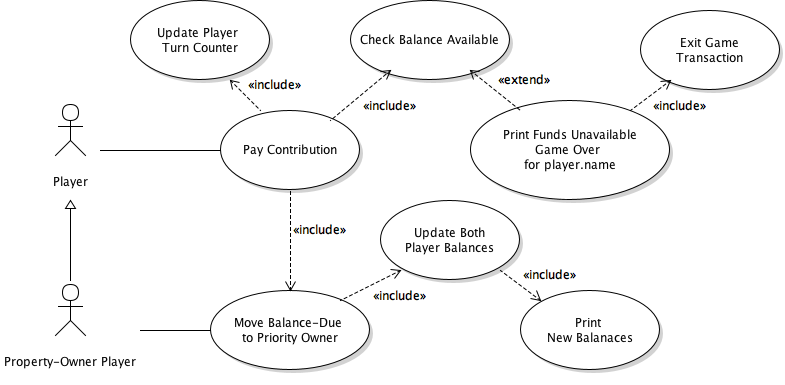 Update Player
Turn Counter
Check Balance Available
Exit Game
Transaction
«include»
«extend»
«include»
«include»
Pay Contribution
Print Funds Unavailable
Game Over
for player.name
Player
«include»
Update Both
Player Balances
«include»
«include»
Move Balance-Due
to Priority Owner
Print
New Balanaces
Property-Owner Player